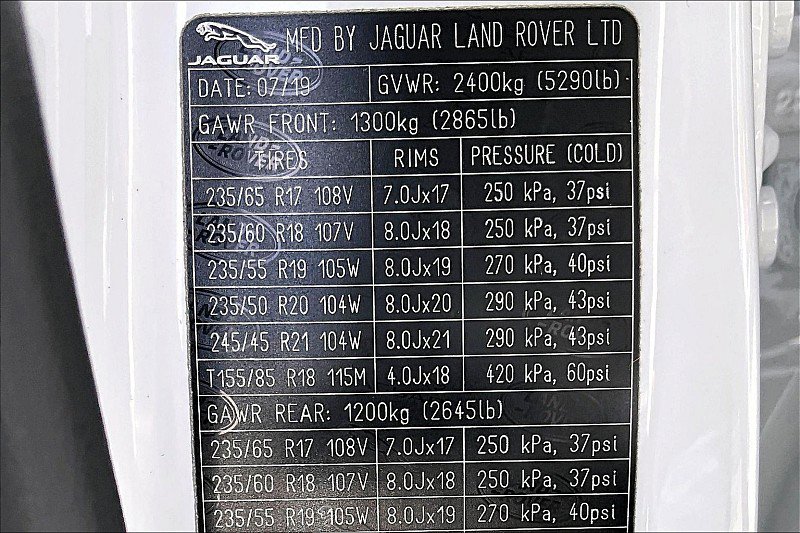 JAGUAR MFD BY JAGUAR LAND ROVER LTD
DATE: 07/19 GVWR: 2400kg (5290lb)
GAWR FRONT: 1300kg (2865lb)
TIRES RIMS PRESSURE (COLD)
235/65 R17 108V 7.0Jx17 250 kPa, 37psi
235/60 R18 107V 8.0Jx18 250 kPa, 37psi
235/55 R19 105W 8.0Jx19 270 kPa, 40psi
235/50 R20 104W 8.0Jx20 290 kPa, 43psi
245/45 R21 104W 8.0Jx21 290 kPa, 43psi
T155/85 R18 115M 4.0Jx18 420 kPa, 60psi
GAWR REAR: 1200kg (2645lb)
235/65 R17 108V 7.0Jx17 250 kPa, 37psi
235/60 R18 107V 8.0Jx18 250 kPa, 37psi
235/55 R19 105W 8.0Jx19 270 kPa, 40psi